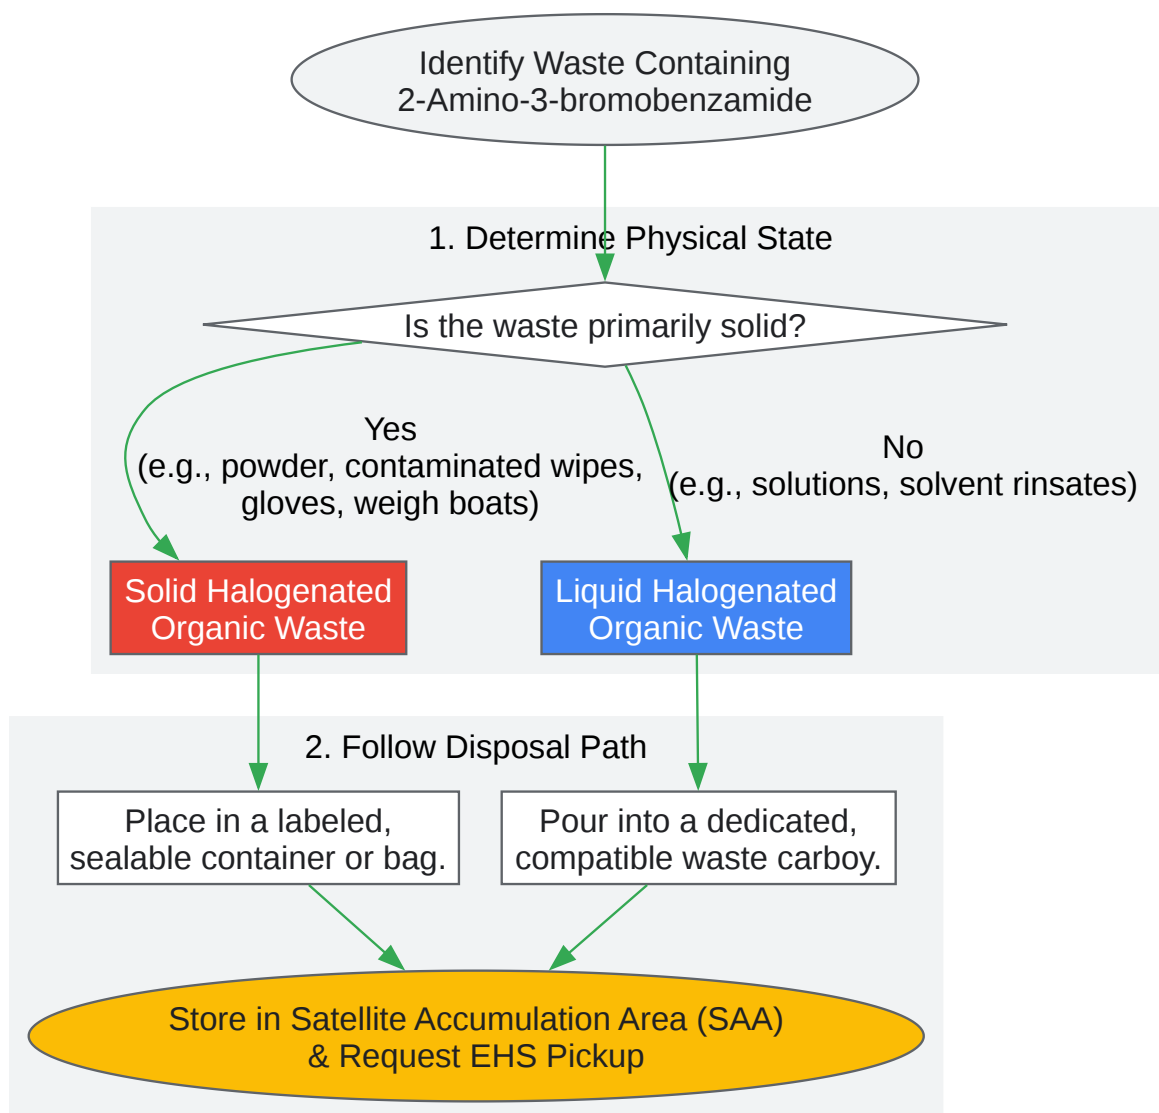 Identify Waste Containing
2-Amino-3-bromobenzamide
1. Determine Physical State
Is the waste primarily solid?
Yes
(e.g., powder, contaminated wipes,
gloves, weigh boats)
No
(e.g., solutions, solvent rinsates)
Solid Halogenated
Organic Waste
Liquid Halogenated
Organic Waste
2. Follow Disposal Path
Place in a labeled,
sealable container or bag.
Pour into a dedicated,
compatible waste carboy.
Store in Satellite Accumulation Area (SAA)
& Request EHS Pickup